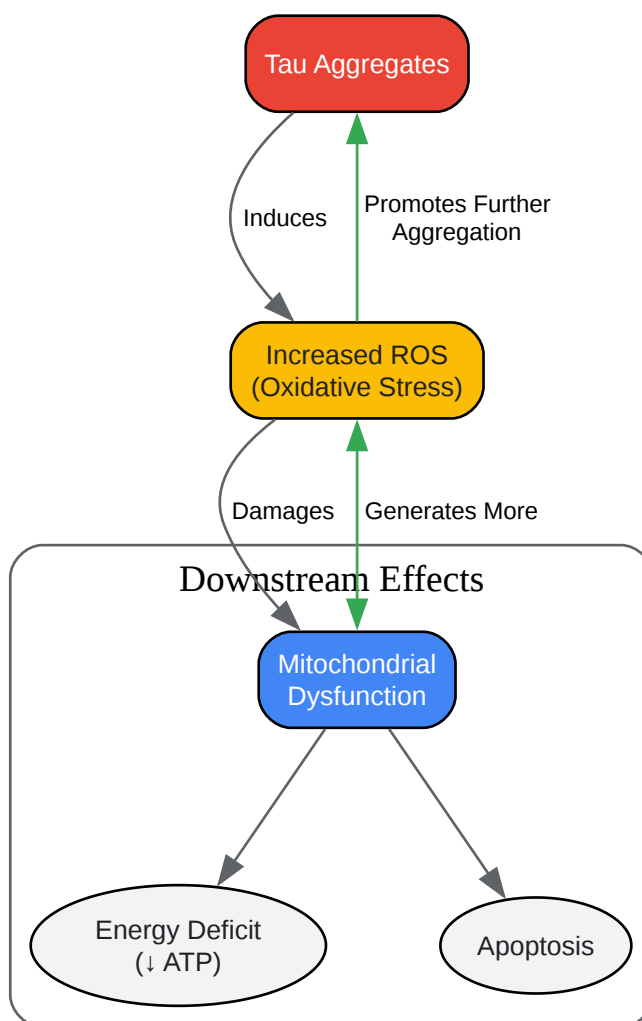 Tau Aggregates
Induces
Promotes Further
Aggregation
Increased ROS
(Oxidative Stress)
Damages
Generates More
Downstream Effects
Mitochondrial
Dysfunction
Energy Deficit
(↓ ATP)
Apoptosis